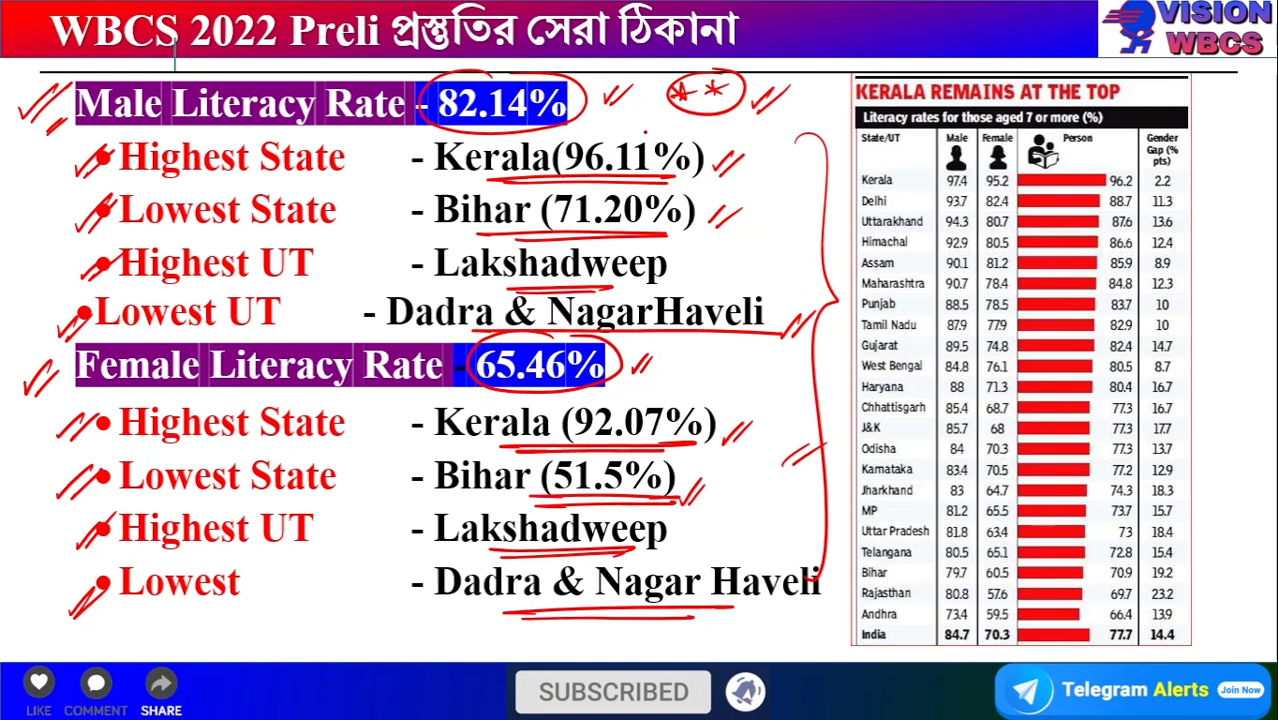 WBCS 2022 Preli প্রস্তুতির সেরা ঠিকানা
VISION
WBCS
Male Literacy Rate - 82.14%
• Highest State - Kerala(96.11%)
• Lowest State - Bihar (71.20%)
• Highest UT - Lakshadweep
•Lowest UT - Dadra & NagarHaveli
Female Literacy Rate - 65.46%
• Highest State - Kerala (92.07%)
• Lowest State - Bihar (51.5%)
• Highest UT - Lakshadweep
• Lowest - Dadra & Nagar Haveli
KERALA REMAINS AT THE TOP
Literacy rates for those aged 7 or more (%)
State/UT Male Female Person Gender Gap (% pts)
Kerala 97.4 95.2 96.2 2.2
Delhi 93.7 82.4 88.7 11.3
Uttarakhand 94.3 80.7 87.6 13.6
Himachal 92.9 80.5 86.6 12.4
Assam 90.1 81.2 85.9 8.9
Maharashtra 90.7 78.4 84.8 12.3
Punjab 88.5 78.5 83.7 10
Tamil Nadu 87.9 77.9 82.9 10
Gujarat 89.5 74.8 82.4 14.7
West Bengal 84.8 76.1 80.5 8.7
Haryana 88 71.3 80.4 16.7
Chhattisgarh 85.4 68.7 77.3 16.7
J&K 85.7 68 77.3 17.7
Odisha 84 70.3 77.3 13.7
Karnataka 83.4 70.5 77.2 12.9
Jharkhand 83 64.7 74.3 18.3
MP 81.2 65.5 73.7 15.7
Uttar Pradesh 81.8 63.4 73 18.4
Telangana 80.5 65.1 72.8 15.4
Bihar 79.7 60.5 70.9 19.2
Rajasthan 80.8 57.6 69.7 23.2
Andhra 73.4 59.5 66.4 13.9
India 84.7 70.3 77.7 14.4
LIKE COMMENT SHARE
SUBSCRIBED
Telegram Alerts Join Now